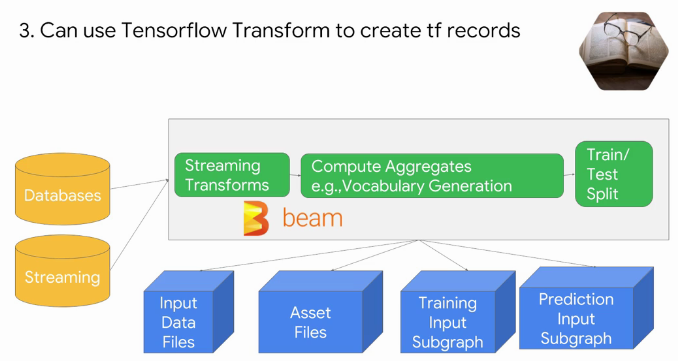 3. Can use Tensorflow Transform to create tf records
Streaming
Transforms
Compute Aggregates
e.g.,Vocabulary Generation
Train/
Test
Split
Databases
beam
Streaming
Input
Data
Files
Asset
Files
Training
Input
Subgraph
Prediction
Input
Subgraph